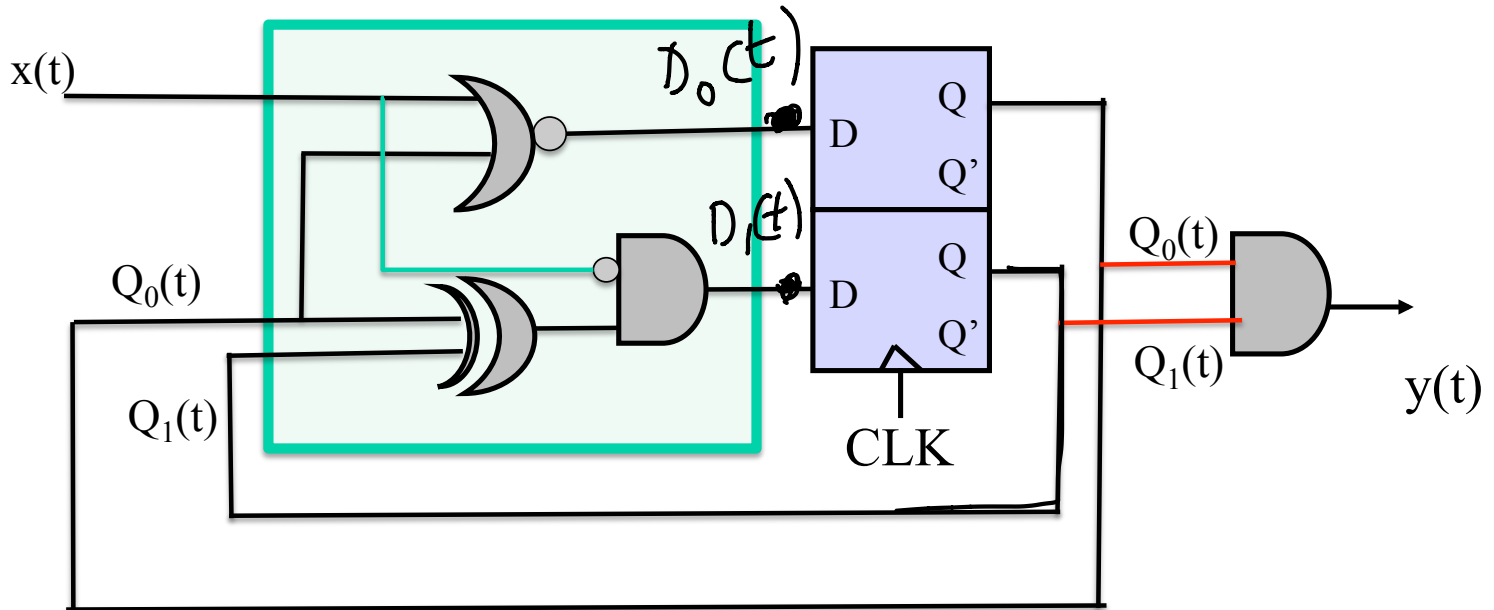 x(t)
D₀(t)
Q
D
Q’
D₁(t)
Q
D
Q’
Q₀(t)
Q₁(t)
CLK
Q₀(t)
Q₁(t)
y(t)